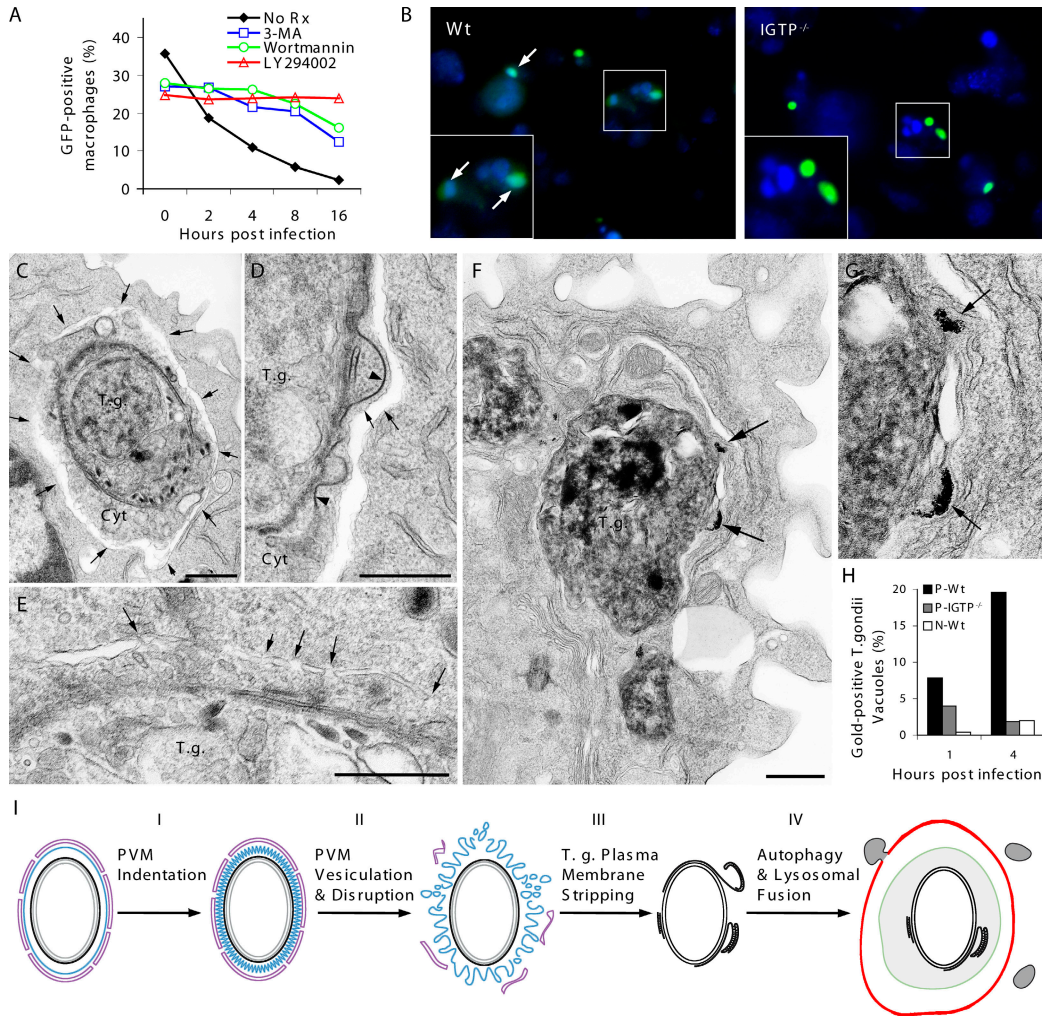 A
No Rx
3-MA
Wortmannin
LY294002
GFP-positive
macrophages (%)
40
30
20
10
0
0 2 4 8 16
Hours post infection
B
Wt
IGTP-/-
C
T.g.
Cyt
D
T.g.
Cyt
E
T.g.
F
T.g.
G
H
P-Wt
P-IGTP-/-
N-Wt
Gold-positive T.gondii
Vacuoles (%)
20
15
10
5
0
1 4
Hours post infection
I
I
PVM
Indentation
II
PVM
Vesiculation
& Disruption
III
T. g. Plasma
Membrane
Stripping
IV
Autophagy
& Lysosomal
Fusion